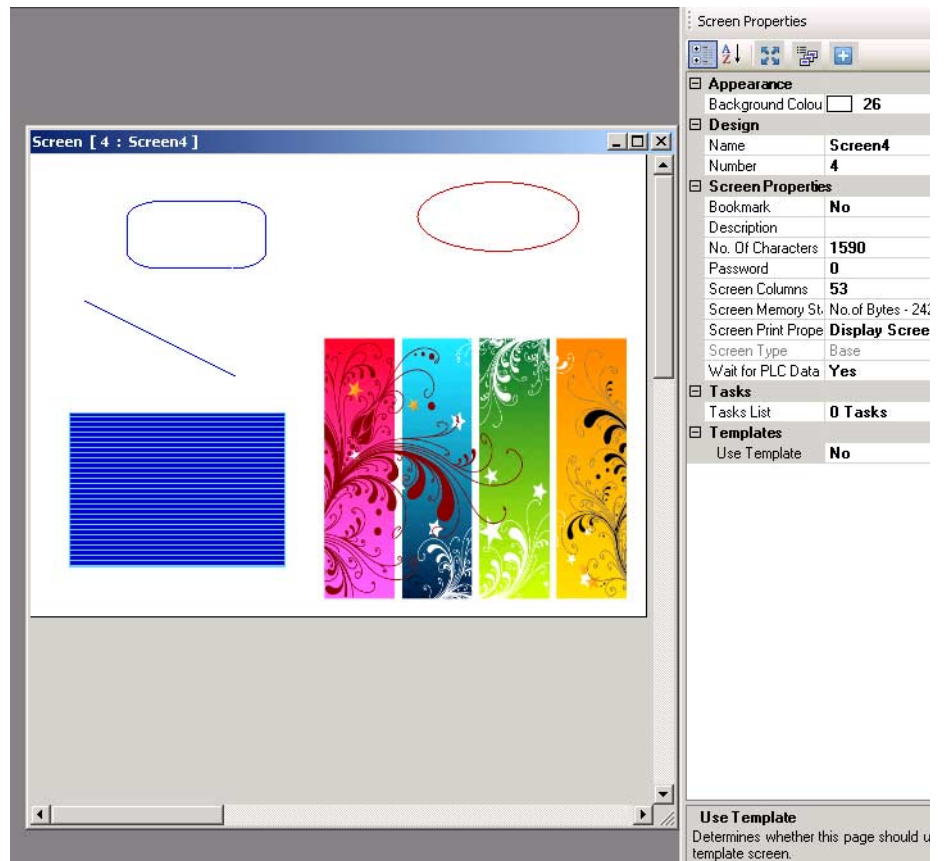 Screen [ 4 : Screen4 ]
Screen Properties
Appearance
Background Colou 26
Design
Name Screen4
Number 4
Screen Properties
Bookmark No
Description
No. Of Characters 1590
Password 0
Screen Columns 53
Screen Memory St No.of Bytes - 242
Screen Print Prope Display Scree
Screen Type Base
Wait for PLC Data Yes
Tasks
Tasks List 0 Tasks
Templates
Use Template No
Use Template
Determines whether this page should u
template screen.